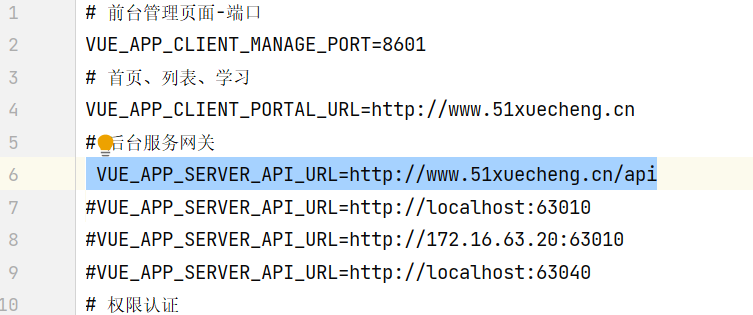 1 # 前台管理页面-端口
2 VUE_APP_CLIENT_MANAGE_PORT=8601
3 # 首页、列表、学习
4 VUE_APP_CLIENT_PORTAL_URL=http://www.51xuecheng.cn
5 # 后台服务网关
6 VUE_APP_SERVER_API_URL=http://www.51xuecheng.cn/api
7 #VUE_APP_SERVER_API_URL=http://localhost:63010
8 #VUE_APP_SERVER_API_URL=http://172.16.63.20:63010
9 #VUE_APP_SERVER_API_URL=http://localhost:63040
10 # 权限认证